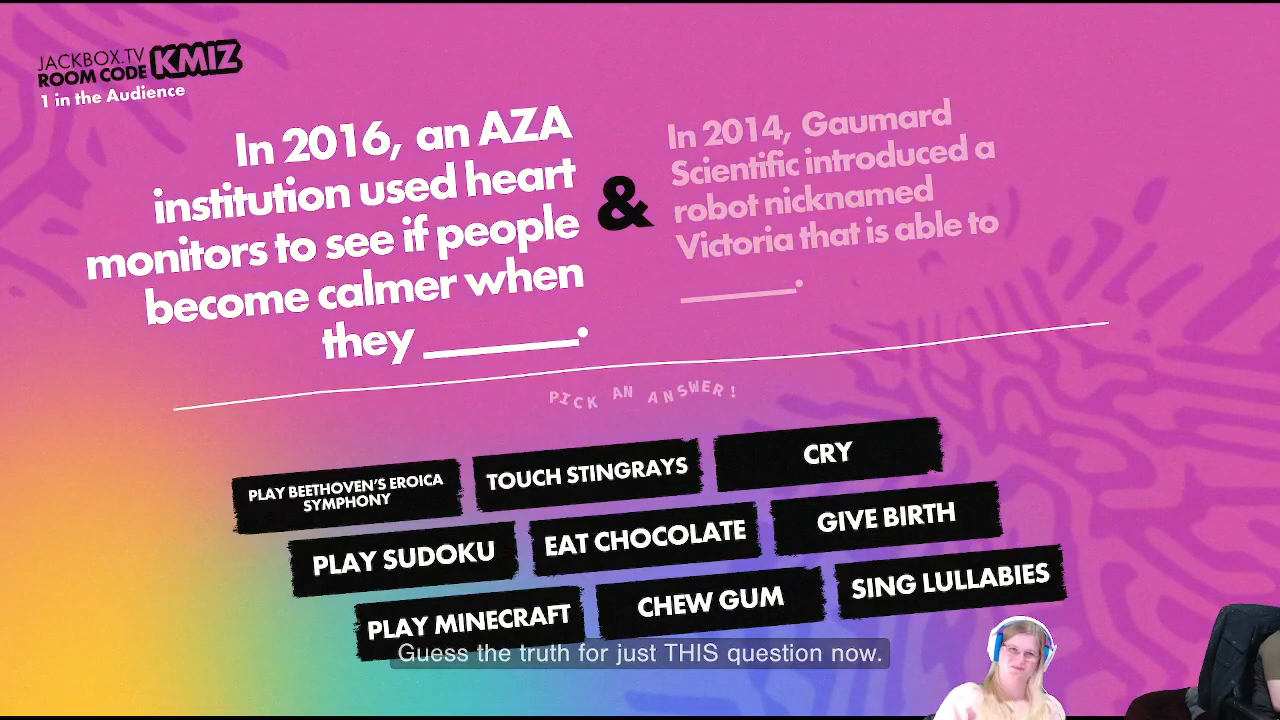 JACKBOX.TV
ROOM CODE KMIZ
1 in the Audience
In 2016, an AZA
institution used heart
monitors to see if people
become calmer when
they ______.
&
In 2014, Gaumard
Scientific introduced a
robot nicknamed
Victoria that is able to
______.
PICK AN ANSWER!
PLAY BEETHOVEN'S EROICA
SYMPHONY
TOUCH STINGRAYS
CRY
PLAY SUDOKU
EAT CHOCOLATE
GIVE BIRTH
PLAY MINECRAFT
CHEW GUM
SING LULLABIES
Guess the truth for just THIS question now.